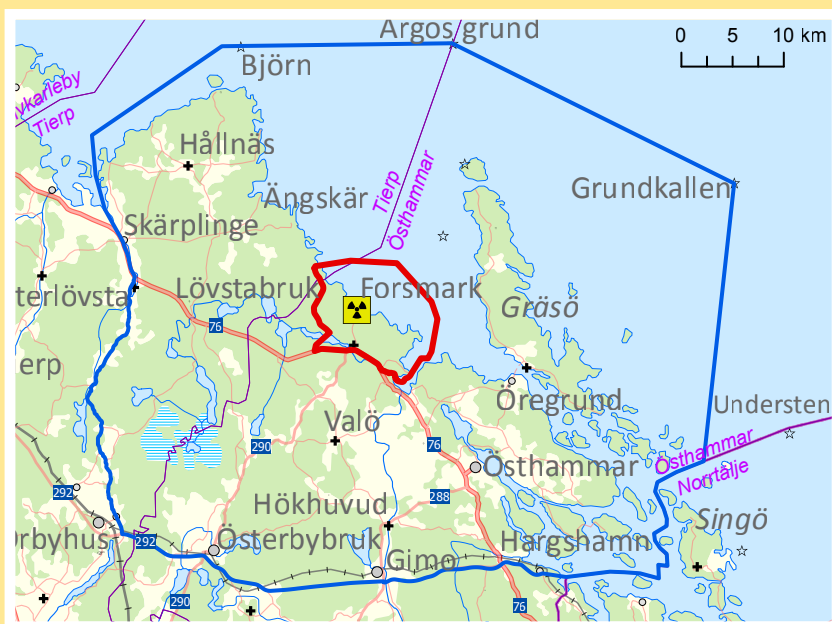 Argos grund
0 5 10 km
Björn
ykarleby
Tierp
Hållnäs
Tierp
Östhammar
Grundkallen
Ängskär
Skärplinge
terlövsta
Lövstabruk
Forsmark
Gräsö
76
erp
Öregrund
Understen
Valö
290
76
Östhammar
Östhammar
Norrtälje
292
288
Hökhuvud
Singö
rbyhus
292
Österbybruk
Hargshamn
Gimo
290
76